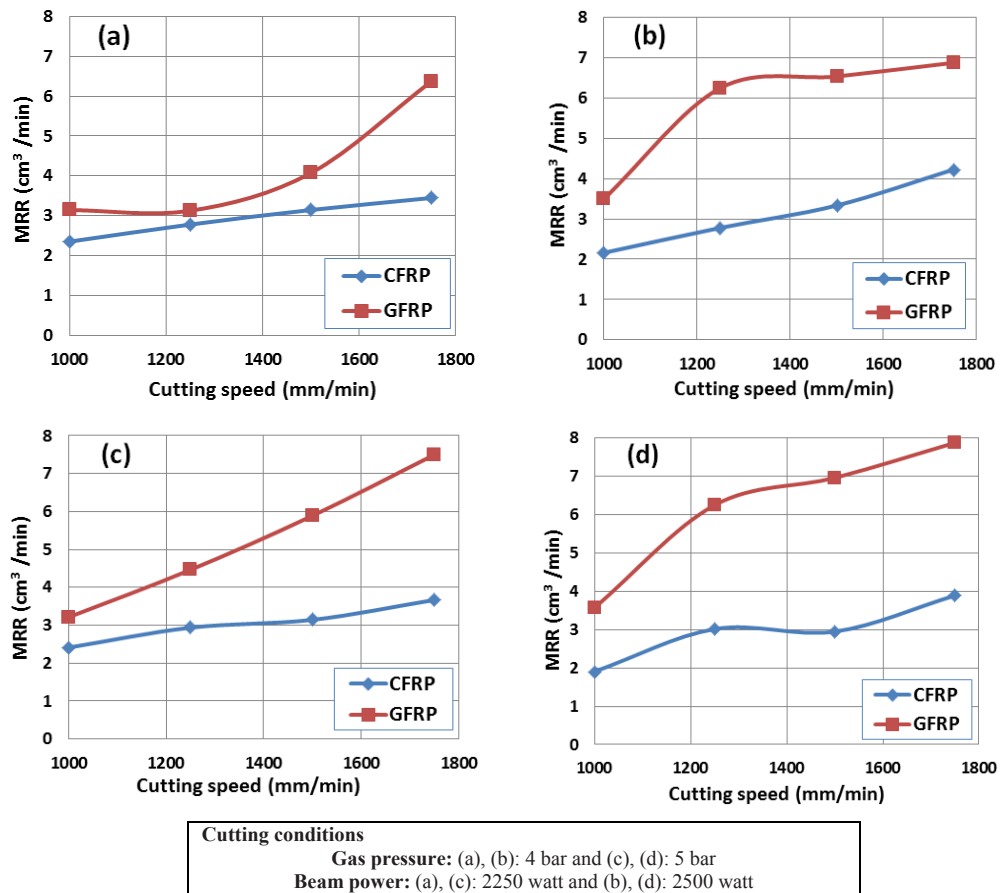 (a)
8
7
6
5
4
3
2
1
0
MRR (cm³ /min)
CFRP
GFRP
1000 1200 1400 1600 1800
Cutting speed (mm/min)
(b)
8
7
6
5
4
3
2
1
0
MRR (cm³ /min)
CFRP
GFRP
1000 1200 1400 1600 1800
Cutting speed (mm/min)
(c)
8
7
6
5
4
3
2
1
0
MRR (cm³ /min)
CFRP
GFRP
1000 1200 1400 1600 1800
Cutting speed (mm/min)
(d)
8
7
6
5
4
3
2
1
0
MRR (cm³ /min)
CFRP
GFRP
1000 1200 1400 1600 1800
Cutting speed (mm/min)
Cutting conditions
Gas pressure: (a), (b): 4 bar and (c), (d): 5 bar
Beam power: (a), (c): 2250 watt and (b), (d): 2500 watt